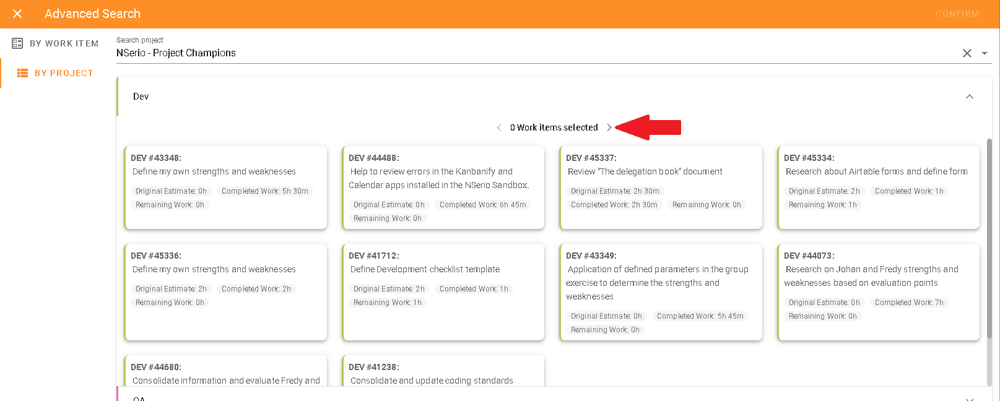 Advanced Search
CONFIRM
BY WORK ITEM
BY PROJECT
Search project
NSerio - Project Champions
Dev
0 Work items selected
DEV #43348:
Define my own strengths and weaknesses
Original Estimate: 0h
Completed Work: 5h 30m
Remaining Work: 0h
DEV #44488:
Help to review errors in the Kanbanify and
Calendar apps installed in the NSerio Sandbox.
Original Estimate: 0h
Completed Work: 6h 45m
Remaining Work: 0h
DEV #45337:
Review "The delegation book" document
Original Estimate: 2h 30m
Completed Work: 2h 30m
Remaining Work: 0h
DEV #45334:
Research about Airtable forms and define form
Original Estimate: 2h
Completed Work: 1h
Remaining Work: 1h
DEV #45336:
Define my own strengths and weaknesses
Original Estimate: 2h
Completed Work: 2h
Remaining Work: 0h
DEV #41712:
Define Development checklist template
Original Estimate: 2h
Completed Work: 1h
Remaining Work: 1h
DEV #43349:
Application of defined parameters in the group
exercise to determine the strengths and
weaknesses
Original Estimate: 0h
Completed Work: 5h 45m
Remaining Work: 0h
DEV #44073:
Research on Johan and Fredy strengths and
weaknesses based on evaluation points
Original Estimate: 0h
Completed Work: 7h
Remaining Work: 0h
DEV #44680:
Consolidate information and evaluate Fredy and
DEV #41238:
Consolidate and update coding standards
QA